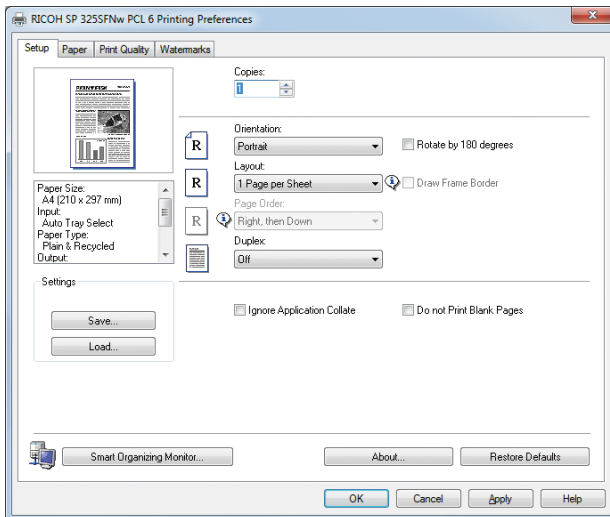 RICOH SP 325SFNw PCL 6 Printing Preferences
Setup Paper Print Quality Watermarks
Copies:
1
Orientation:
R Portrait Rotate by 180 degrees
Layout:
R 1 Page per Sheet Draw Frame Border
Page Order:
R Right, then Down
Duplex:
Off
Paper Size:
A4 (210 x 297 mm)
Input:
Auto Tray Select
Paper Type:
Plain & Recycled
Output:
Settings
Save...
Load...
Ignore Application Collate Do not Print Blank Pages
Smart Organizing Monitor... About... Restore Defaults
OK Cancel Apply Help